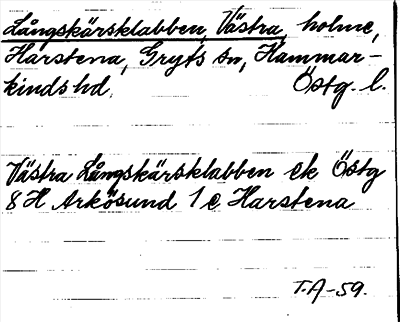 Långskärsklabben, Västra, holme,
Harstena, Gryts sn, Hammar-
kinds hd, Östg. l.
Västra Långskärsklabben ek Östg
8 H Arkösund 1 e Harstena
T.A-59.